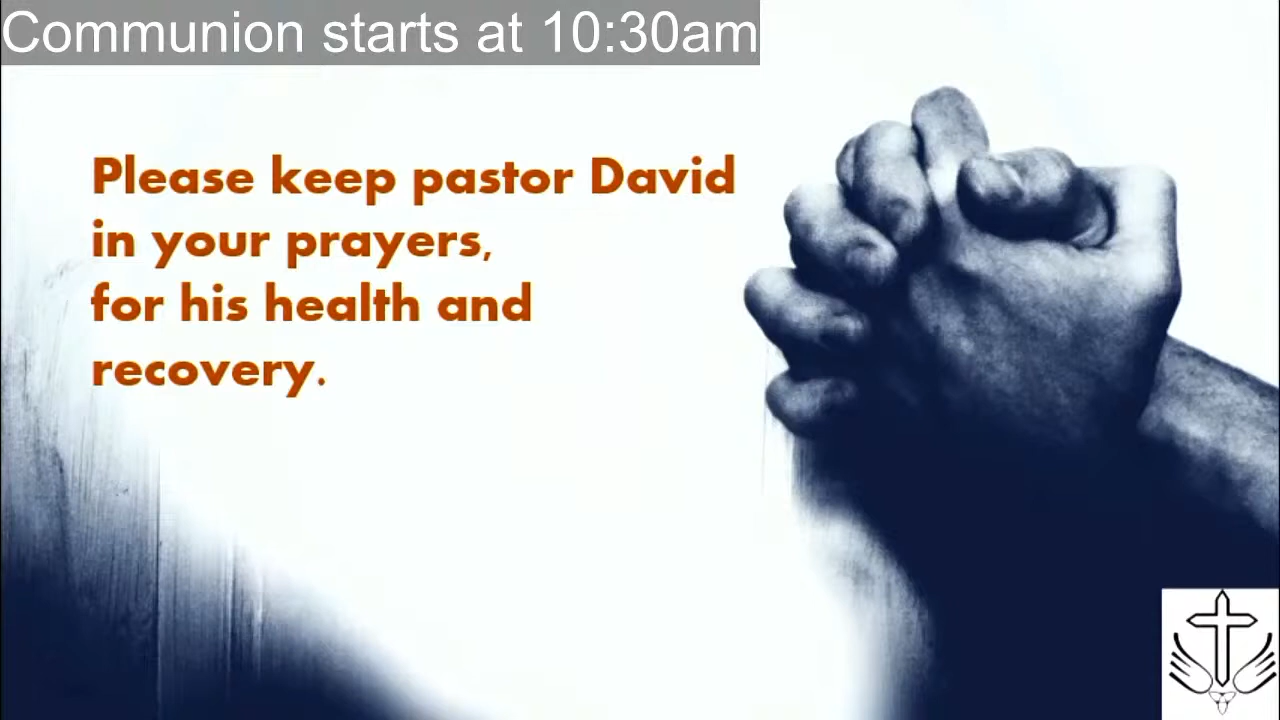 Communion starts at 10:30am
Please keep pastor David
in your prayers,
for his health and
recovery.